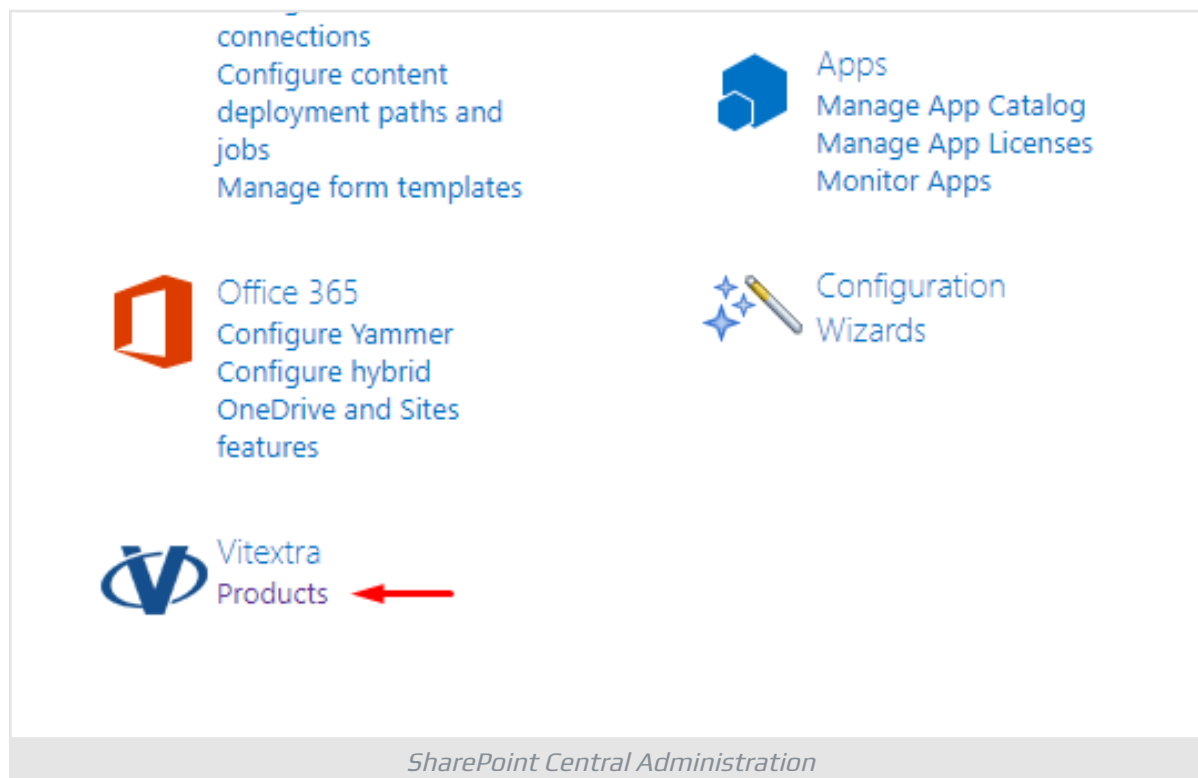 connections
Configure content
deployment paths and
jobs
Manage form templates
Apps
Manage App Catalog
Manage App Licenses
Monitor Apps
Office 365
Configure Yammer
Configure hybrid
OneDrive and Sites
features
Configuration
Wizards
Vitextra
Products
SharePoint Central Administration